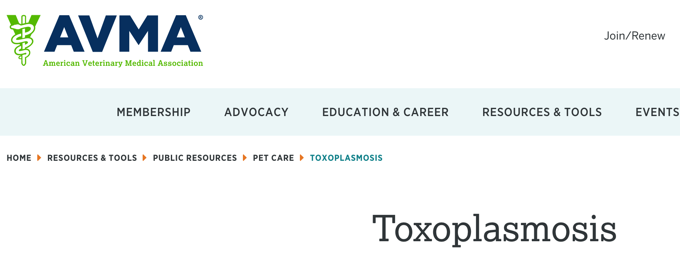 AVMA®
American Veterinary Medical Association
Join/Renew
MEMBERSHIP ADVOCACY EDUCATION & CAREER RESOURCES & TOOLS EVENTS
HOME RESOURCES & TOOLS PUBLIC RESOURCES PET CARE TOXOPLASMOSIS
Toxoplasmosis